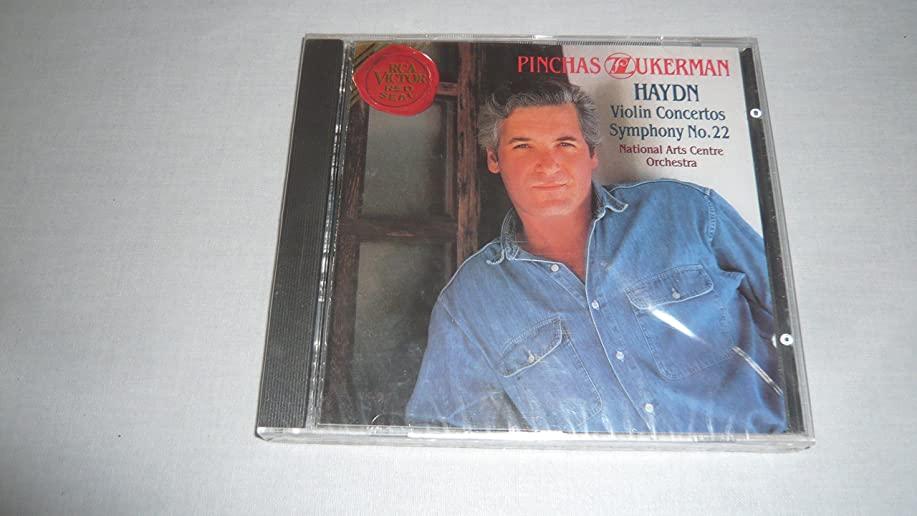 RCA
VICTOR
RED
SEAL
PINCHAS ZUKERMAN
HAYDN
Violin Concertos
Symphony No.22
National Arts Centre
Orchestra